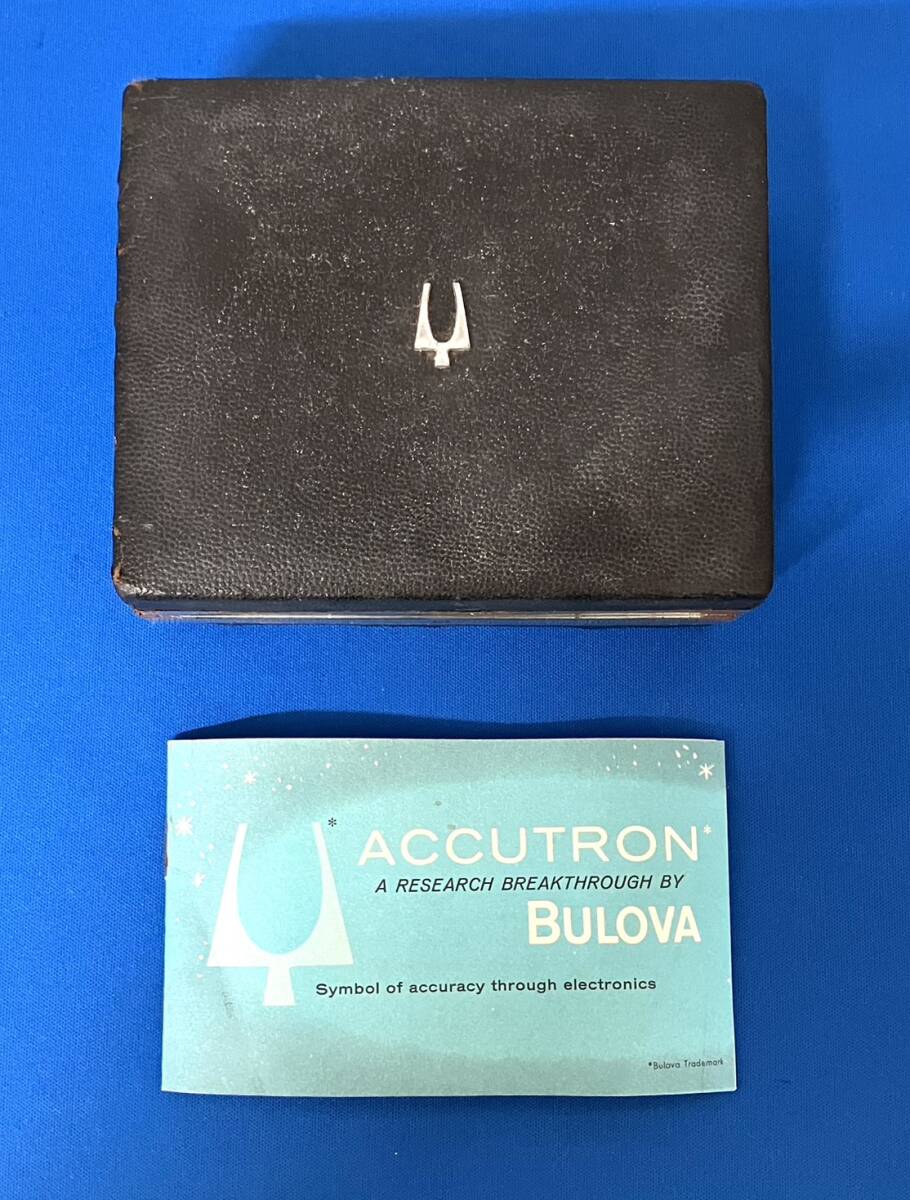 * ACCUTRON*
A RESEARCH BREAKTHROUGH BY
BULOVA
Symbol of accuracy through electronics
*Bulova Trademark